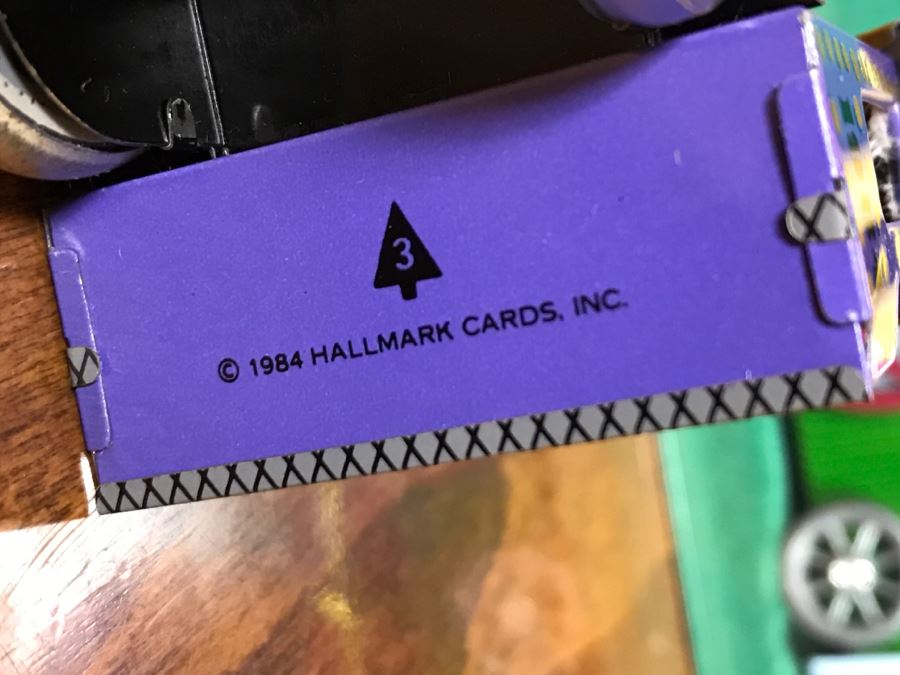 3
© 1984 HALLMARK CARDS, INC.